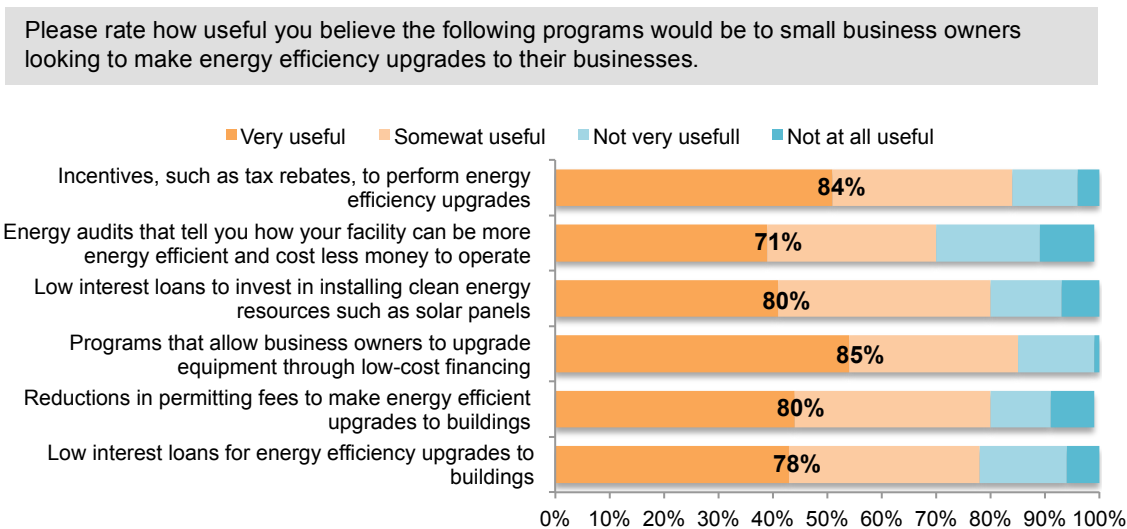 Please rate how useful you believe the following programs would be to small business owners
looking to make energy efficiency upgrades to their businesses.
Very useful Somewat useful Not very usefull Not at all useful
Incentives, such as tax rebates, to perform energy
efficiency upgrades
84%
Energy audits that tell you how your facility can be more
energy efficient and cost less money to operate
71%
Low interest loans to invest in installing clean energy
resources such as solar panels
80%
Programs that allow business owners to upgrade
equipment through low-cost financing
85%
Reductions in permitting fees to make energy efficient
upgrades to buildings
80%
Low interest loans for energy efficiency upgrades to
buildings
78%
0% 10% 20% 30% 40% 50% 60% 70% 80% 90% 100%